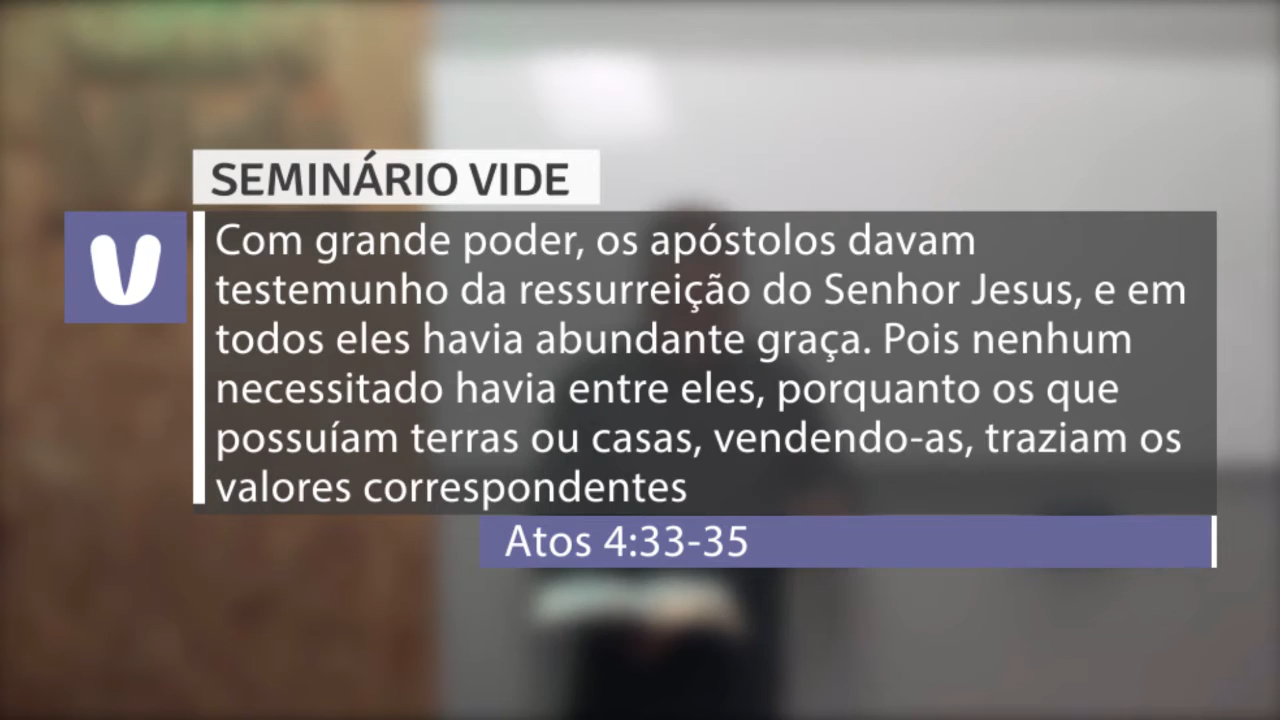 SEMINÁRIO VIDE
Com grande poder, os apóstolos davam
testemunho da ressurreição do Senhor Jesus, e em
todos eles havia abundante graça. Pois nenhum
necessitado havia entre eles, porquanto os que
possuíam terras ou casas, vendendo-as, traziam os
valores correspondentes
Atos 4:33-35